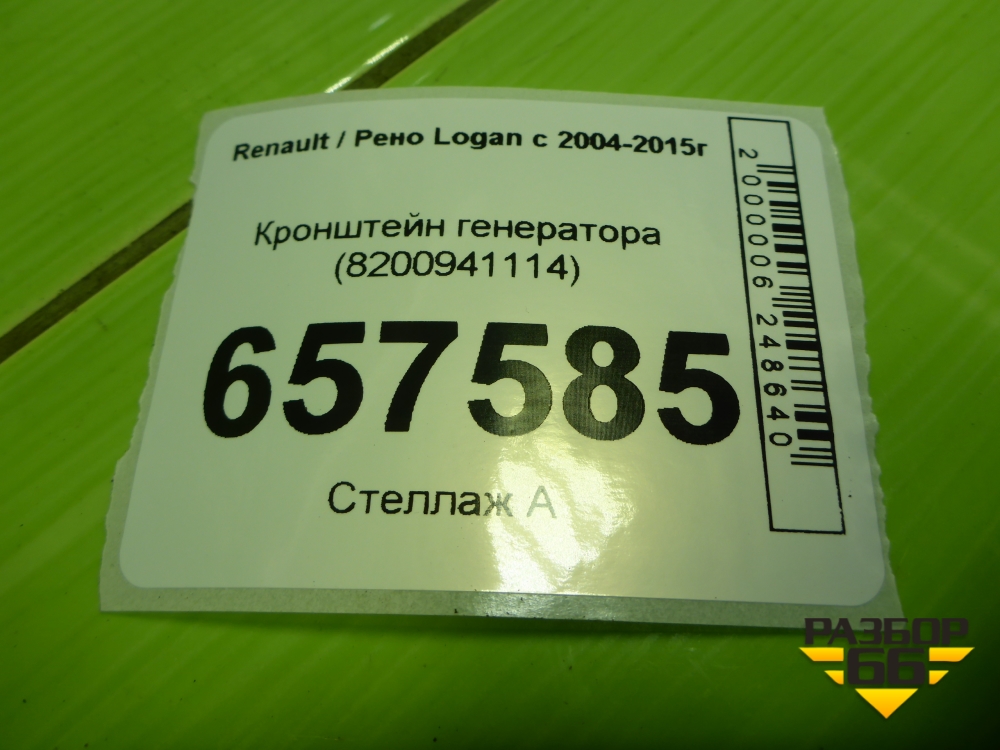 Renault / Рено Logan с 2004-2015г
Кронштейн генератора
(8200941114)
657585
Стеллаж А
2000006248640
РАЗБОР
66